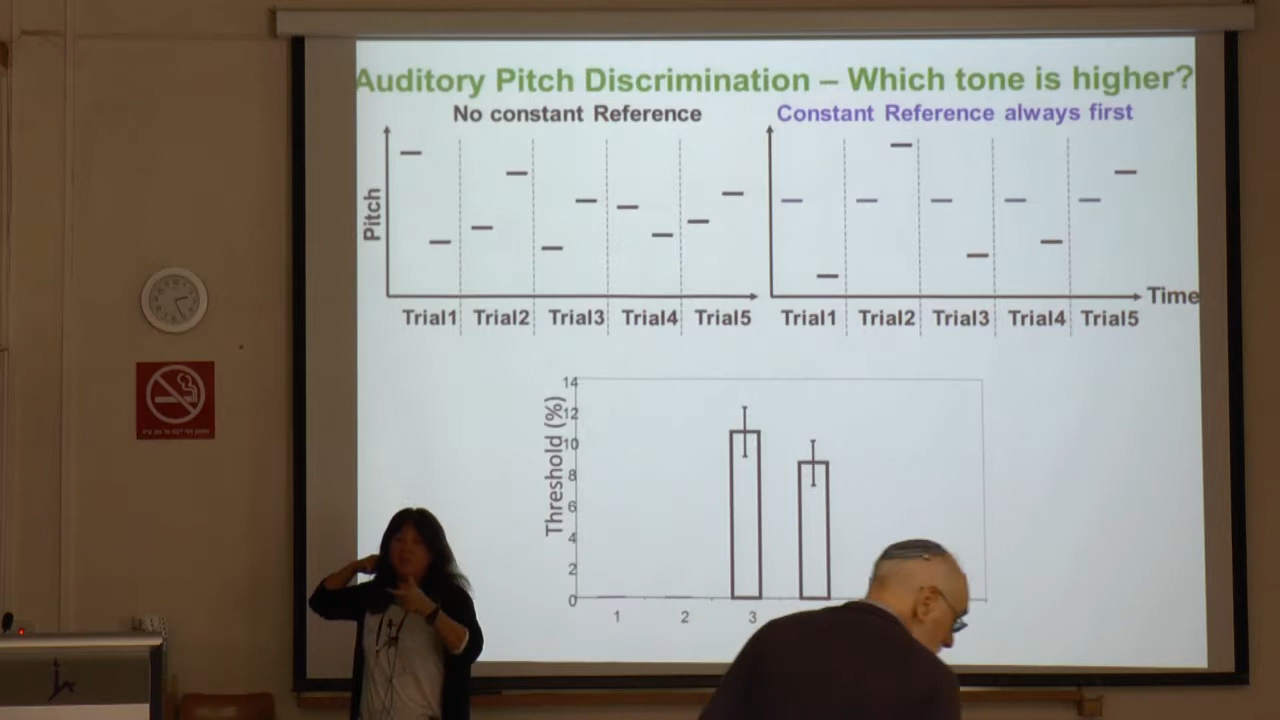 Auditory Pitch Discrimination – Which tone is higher?
No constant Reference
Constant Reference always first
Pitch
Time
Trial1 Trial2 Trial3 Trial4 Trial5
Trial1 Trial2 Trial3 Trial4 Trial5
Threshold (%)
14
12
10
8
6
4
2
0
1 2 3